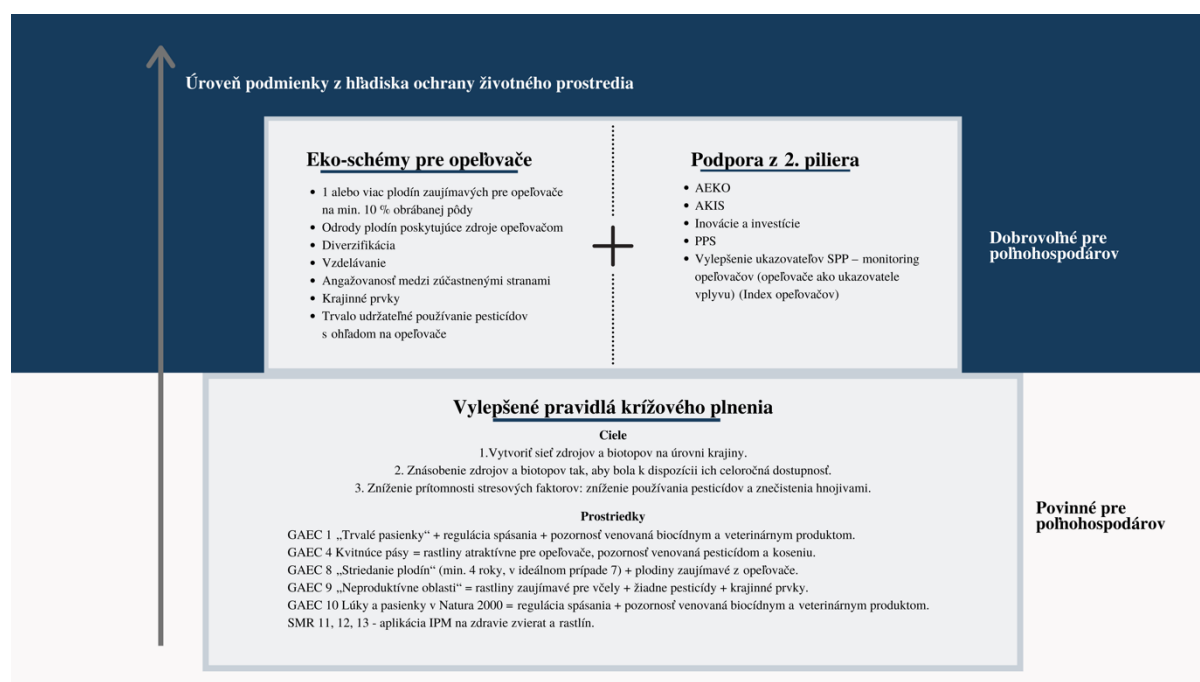 Úroveň podmienky z hľadiska ochrany životného prostredia
Eko-schémy pre opeľovače
• 1 alebo viac plodín zaujímavých pre opeľovače
na min. 10 % obrábanej pôdy
• Odrody plodín poskytujúce zdroje opeľovačom
• Diverzifikácia
• Vzdelávanie
• Angažovanosť medzi zúčastnenými stranami
• Krajinné prvky
• Trvalo udržateľné používanie pesticídov
s ohľadom na opeľovače
Podpora z 2. piliera
• AEKO
• AKIS
• Inovácie a investície
• PPS
• Vylepšenie ukazovateľov SPP – monitoring
opeľovačov (opeľovače ako ukazovatele
vplyvu) (Index opeľovačov)
Dobrovoľné pre
poľnohospodárov
Vylepšené pravidlá krížového plnenia
Ciele
1.Vytvoriť sieť zdrojov a biotopov na úrovni krajiny.
2. Znásobenie zdrojov a biotopov tak, aby bola k dispozícii ich celoročná dostupnosť.
3. Zníženie prítomnosti stresových faktorov: zníženie používania pesticídov a znečistenia hnojivami.
Prostriedky
GAEC 1 „Trvalé pasienky“ + regulácia spásania + pozornosť venovaná biocídnym a veterinárnym produktom.
GAEC 4 Kvitnúce pásy = rastliny atraktívne pre opeľovače, pozornosť venovaná pesticídom a koseniu.
GAEC 8 „Striedanie plodín“ (min. 4 roky, v ideálnom prípade 7) + plodiny zaujímavé z opeľovače.
GAEC 9 „Neproduktívne oblasti“ = rastliny zaujímavé pre včely + žiadne pesticídy + krajinné prvky.
GAEC 10 Lúky a pasienky v Natura 2000 = regulácia spásania + pozornosť venovaná biocídnym a veterinárnym produktom.
SMR 11, 12, 13 - aplikácia IPM na zdravie zvierat a rastlín.
Povinné pre
poľnohospodárov